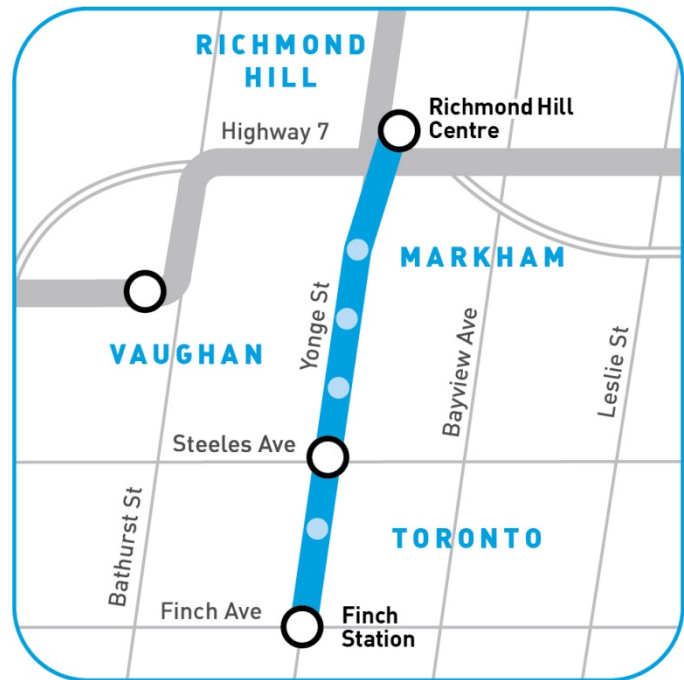 RICHMOND
HILL
Richmond Hill
Centre
Highway 7
MARKHAM
Yonge St
VAUGHAN
Bayview Ave
Leslie St
Steeles Ave
Bathurst St
TORONTO
Finch Ave
Finch
Station